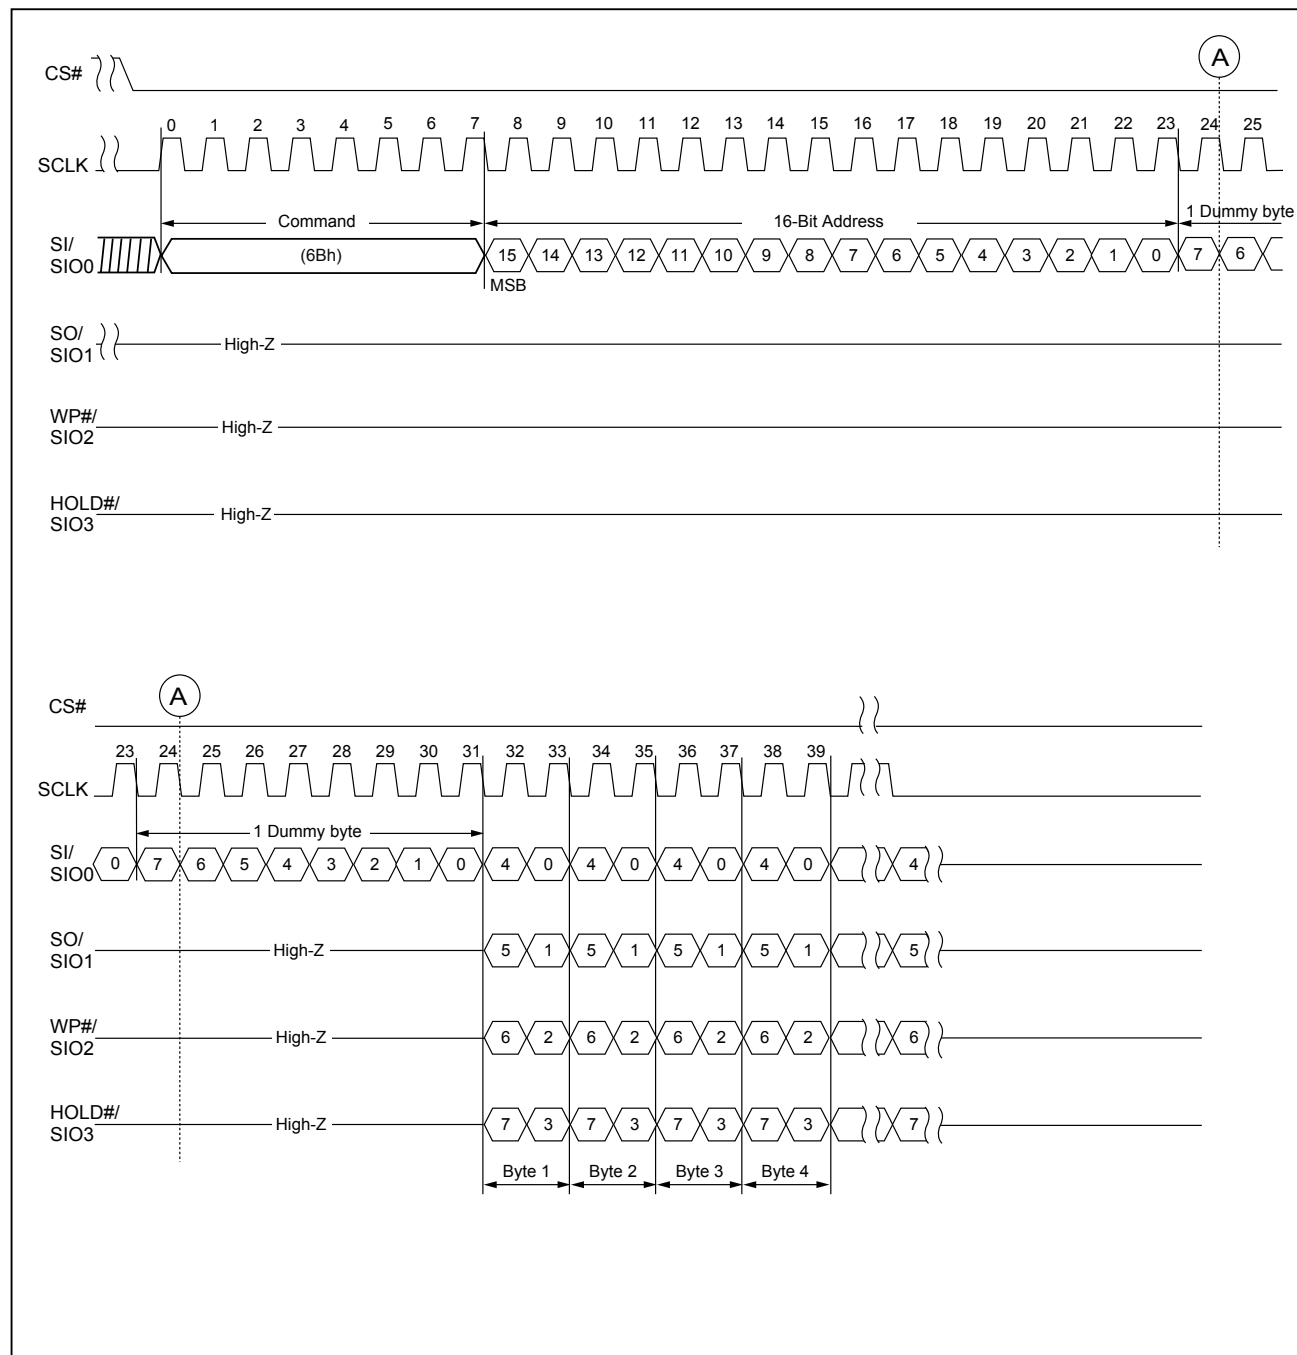 A
CS#
0 1 2 3 4 5 6 7 8 9 10 11 12 13 14 15 16 17 18 19 20 21 22 23 24 25
SCLK
Command 16-Bit Address 1 Dummy byte
SI/
SIO0
(6Bh) 15 14 13 12 11 10 9 8 7 6 5 4 3 2 1 0 7 6
MSB
SO/
SIO1
High-Z
WP#/
SIO2
High-Z
HOLD#/
SIO3
High-Z
A
CS#
23 24 25 26 27 28 29 30 31 32 33 34 35 36 37 38 39
SCLK
1 Dummy byte
SI/
SIO0
0 7 6 5 4 3 2 1 0 4 0 4 0 4 0 4 0 4
SO/
SIO1
High-Z 5 1 5 1 5 1 5 1 5
WP#/
SIO2
High-Z 6 2 6 2 6 2 6 2 6
HOLD#/
SIO3
High-Z 7 3 7 3 7 3 7 3 7
Byte 1 Byte 2 Byte 3 Byte 4